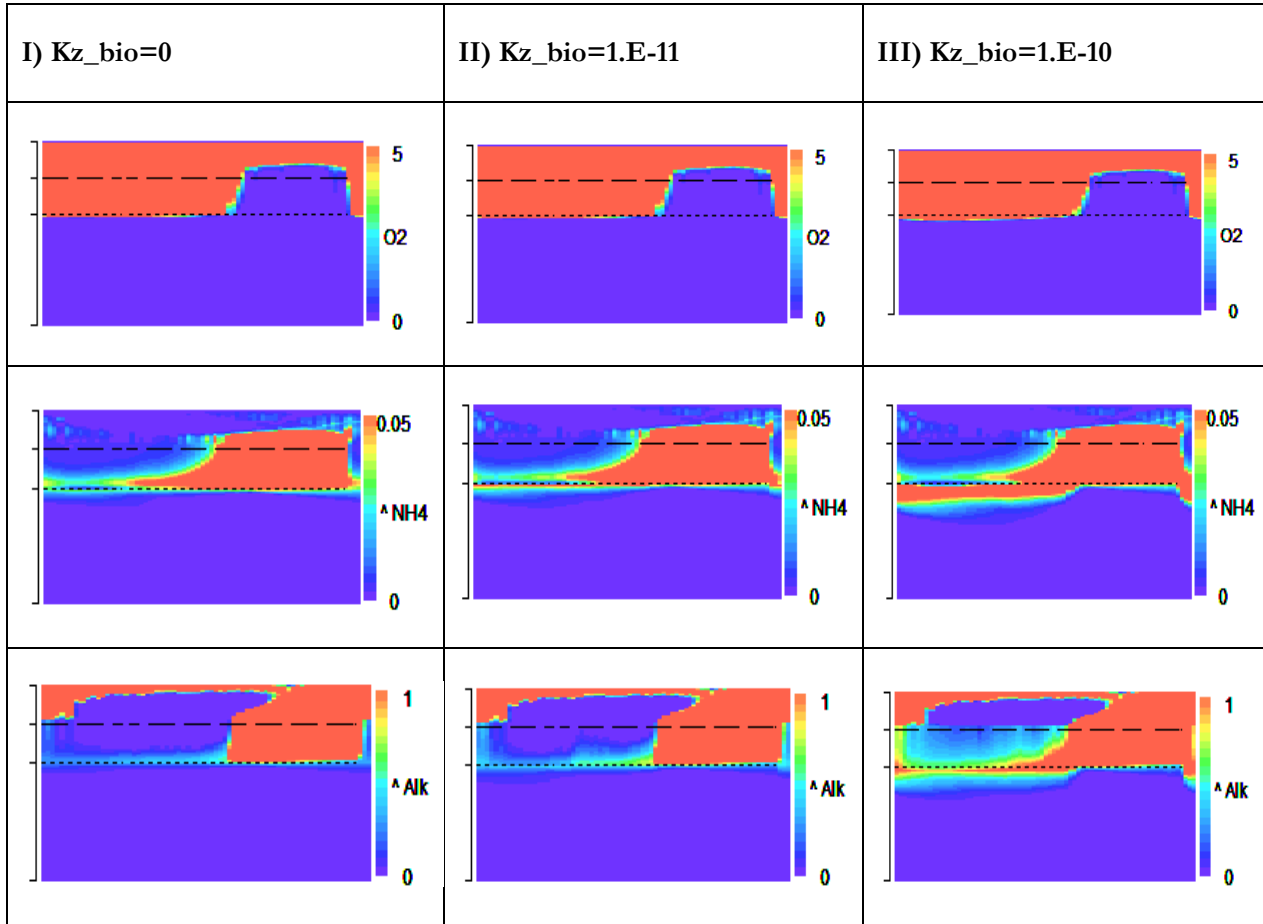 I) Kz_bio=0
II) Kz_bio=1.E-11
III) Kz_bio=1.E-10
5
O2
0
5
O2
0
5
O2
0
0.05
^ NH4
0
0.05
^ NH4
0
0.05
^ NH4
0
1
^ Alk
0
1
^ Alk
0
1
^ Alk
0